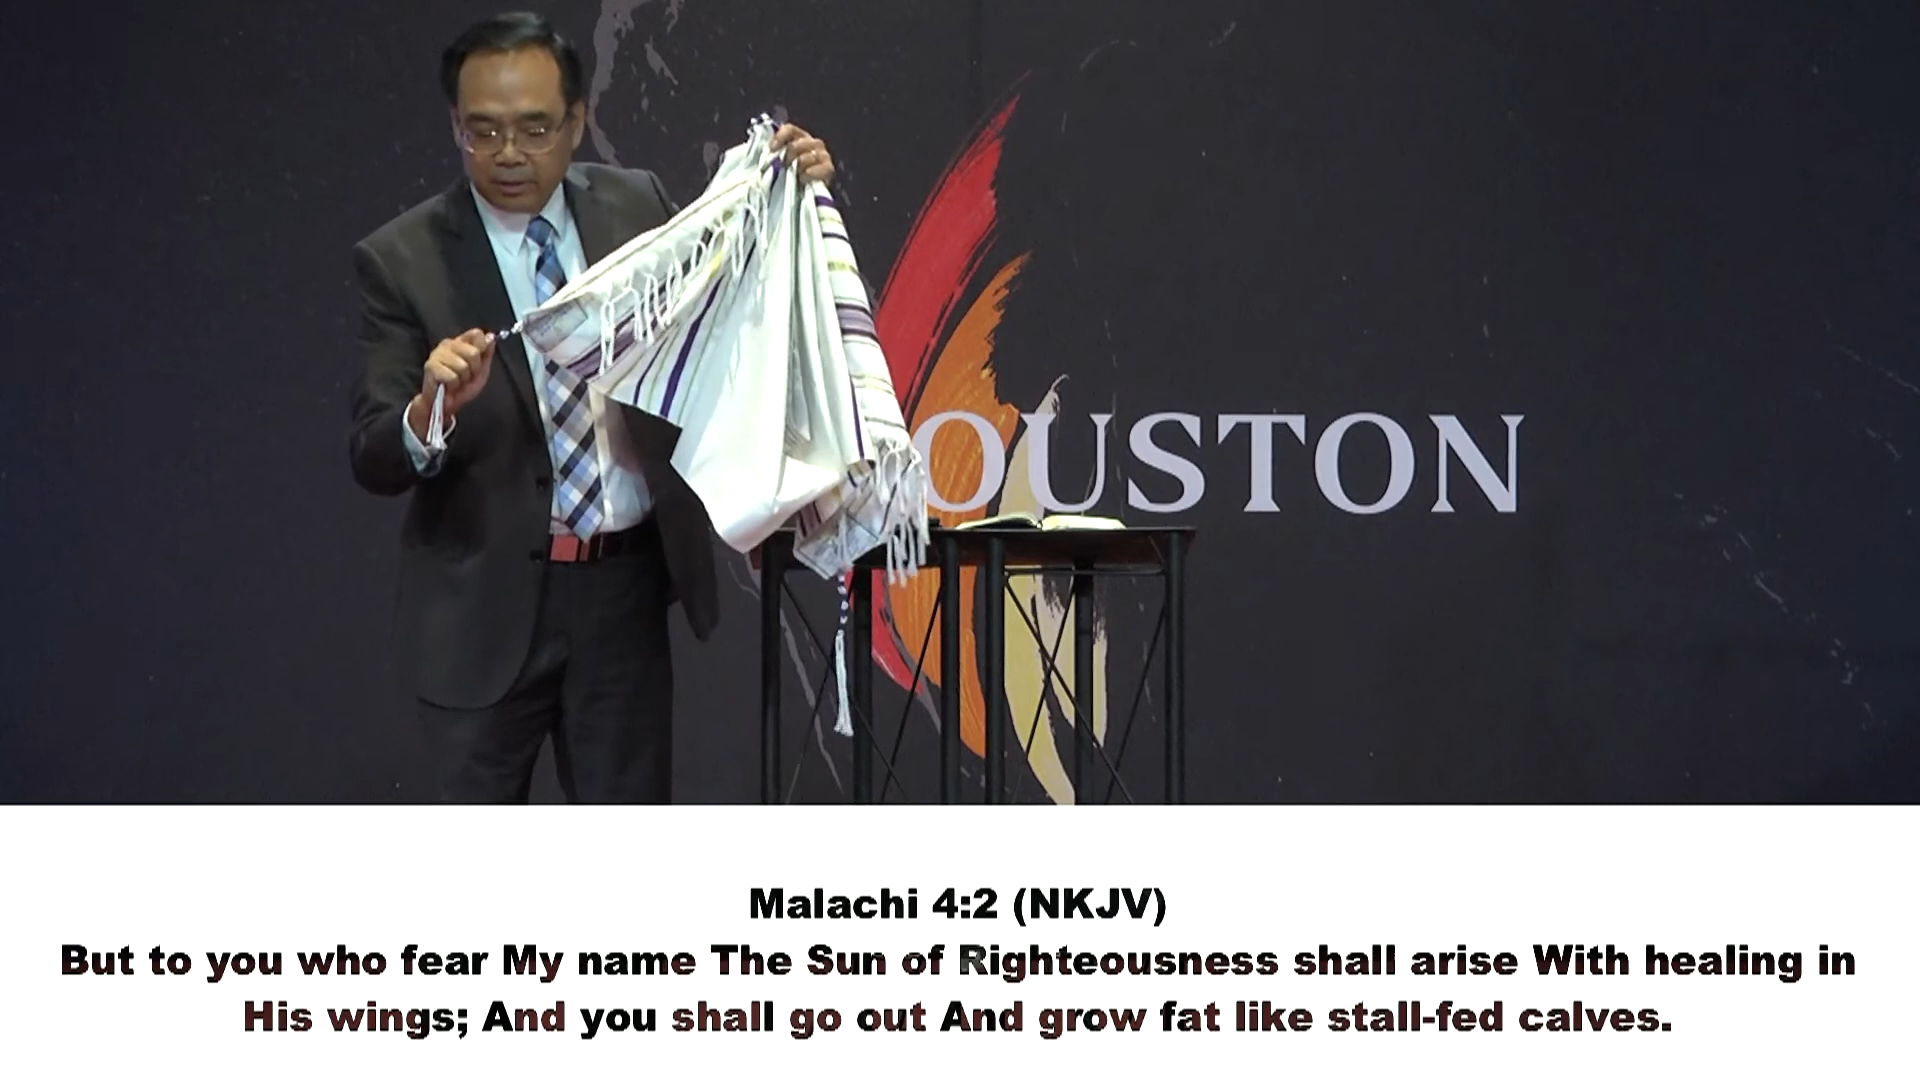 OUSTON
Malachi 4:2 (NKJV)
But to you who fear My name The Sun of Righteousness shall arise With healing in
His wings; And you shall go out And grow fat like stall-fed calves.